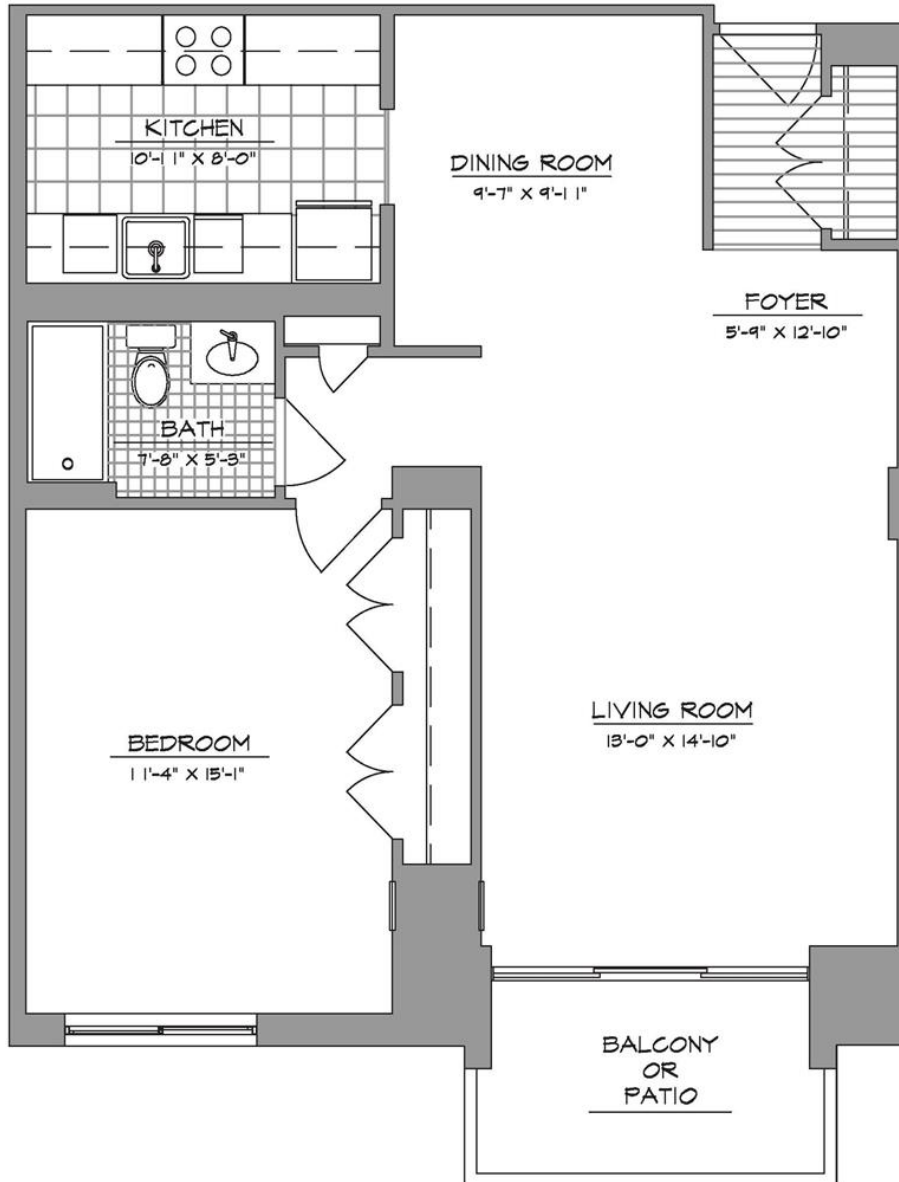 KITCHEN
10'-11" X 8'-0"
DINING ROOM
9'-7" X 9'-11"
FOYER
5'-9" X 12'-10"
BATH
7'-8" X 5'-3"
LIVING ROOM
13'-0" X 14'-10"
BEDROOM
11'-4" X 15'-1"
BALCONY
OR
PATIO